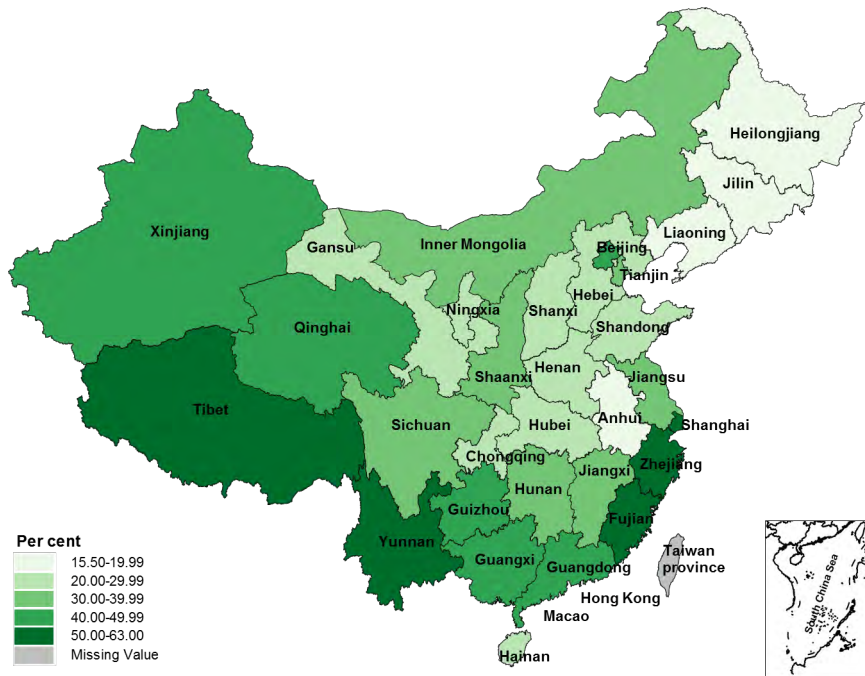 Heilongjiang
Jilin
Liaoning
Xinjiang
Gansu
Inner Mongolia
Beijing
Tianjin
Hebei
Ningxia
Shanxi
Shandong
Qinghai
Shaanxi
Henan
Jiangsu
Tibet
Sichuan
Hubei
Anhui
Shanghai
Chongqing
Zhejiang
Jiangxi
Hunan
Guizhou
Fujian
Yunnan
Guangxi
Guangdong
Taiwan
province
Hong Kong
Macao
Hainan
Per cent
15.50-19.99
20.00-29.99
30.00-39.99
40.00-49.99
50.00-63.00
Missing Value
South China Sea